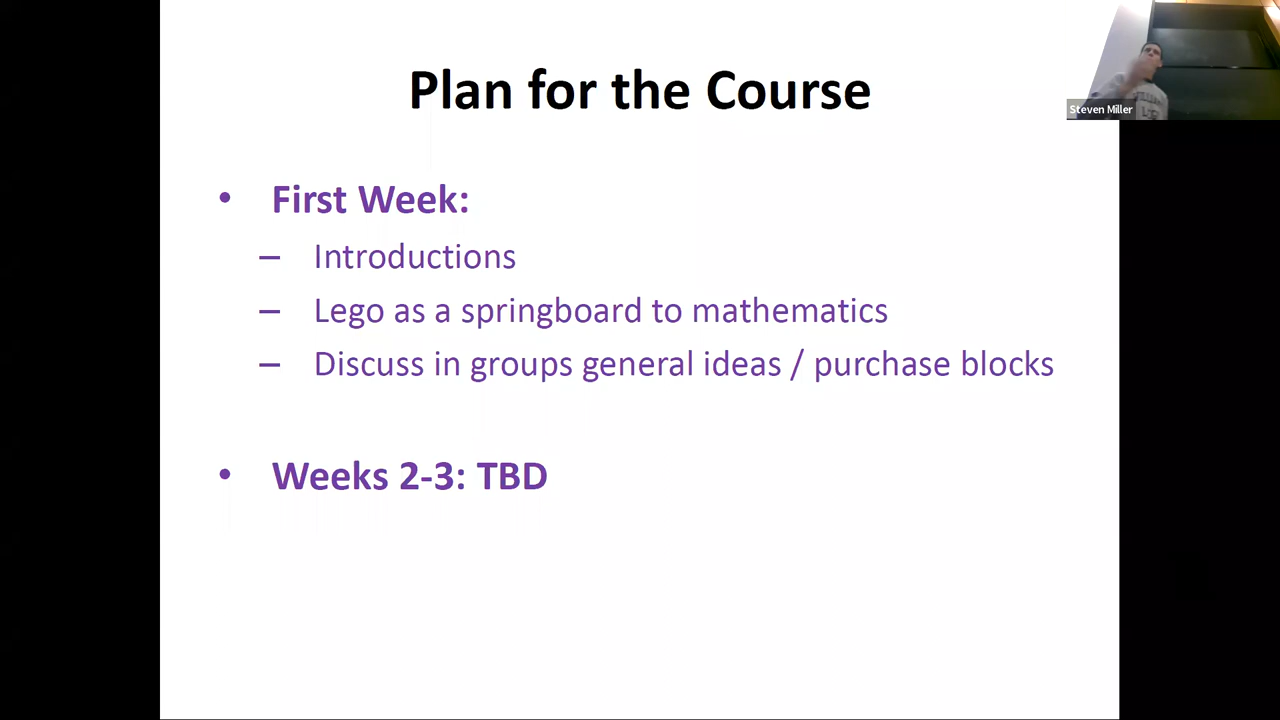 Plan for the Course
Steven Miller
• First Week:
– Introductions
– Lego as a springboard to mathematics
– Discuss in groups general ideas / purchase blocks
• Weeks 2-3: TBD